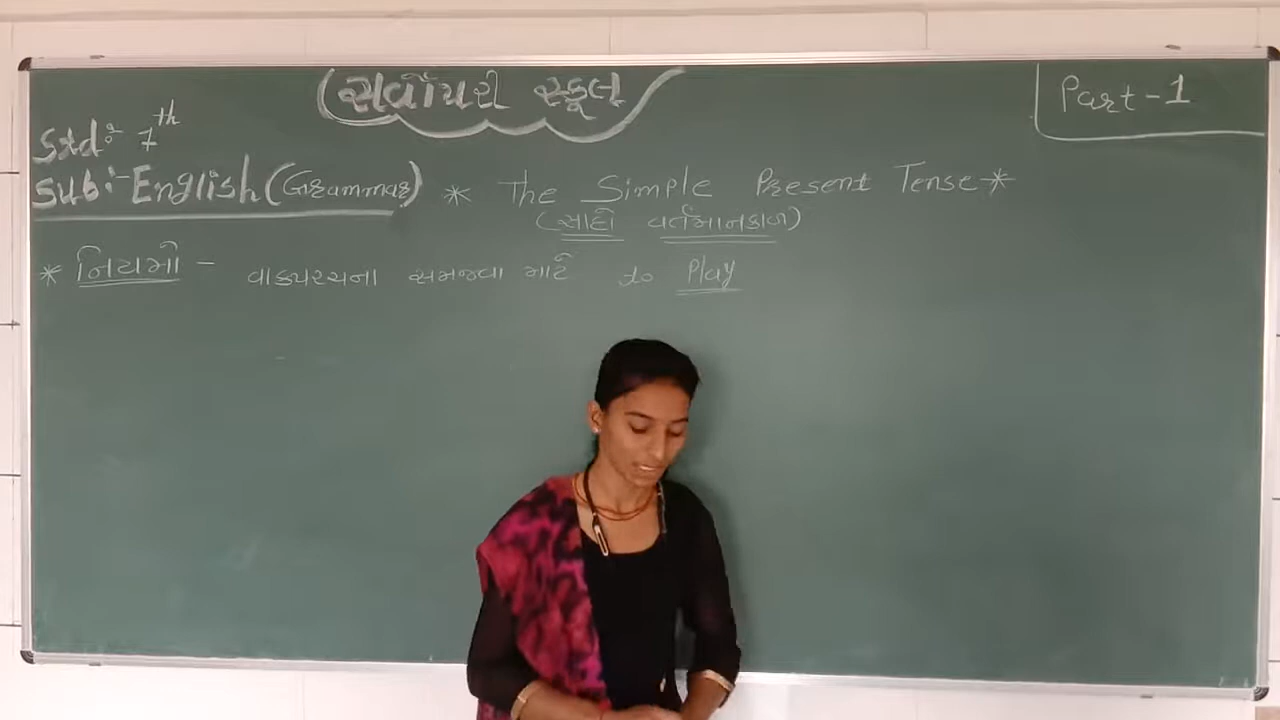 સર્વોપરી સ્કૂલ
Part-1
Std: 7th
Sub:- English (Grammar)
* The Simple Present Tense *
(સાદો વર્તમાનકાળ)
* નિયમો - વાક્યરચના સમજવા માટે to Play